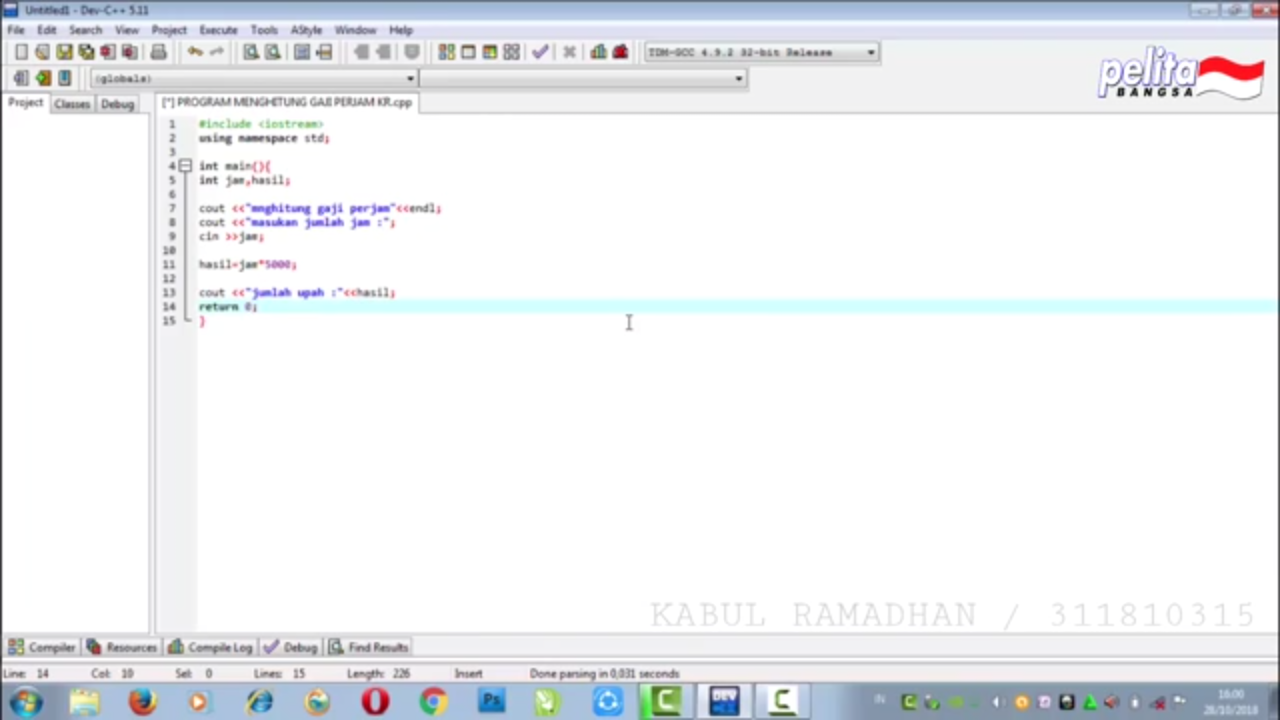 Untitled1 - Dev-C++ 5.11
File Edit Search View Project Execute Tools AStyle Window Help
TDM-GCC 4.9.2 32-bit Release
(globals)
pelita
BANGSA
Project Classes Debug
[*] PROGRAM MENGHITUNG GAJI PERJAM KR.cpp
1 #include <iostream>
2 using namespace std;
3
4 int main(){
5 int jam,hasil;
6
7 cout <<"mnghitung gaji perjam"<<endl;
8 cout <<"masukan jumlah jam :";
9 cin >>jam;
10
11 hasil=jam*5000;
12
13 cout <<"jumlah upah :"<<hasil;
14 return 0;
15 }
KABUL RAMADHAN / 311810315
Compiler Resources Compile Log Debug Find Results
Line: 14 Col: 10 Sel: 0 Lines: 15 Length: 226 Insert Done parsing in 0,031 seconds
Ps DEV IN 16:00
28/10/2018